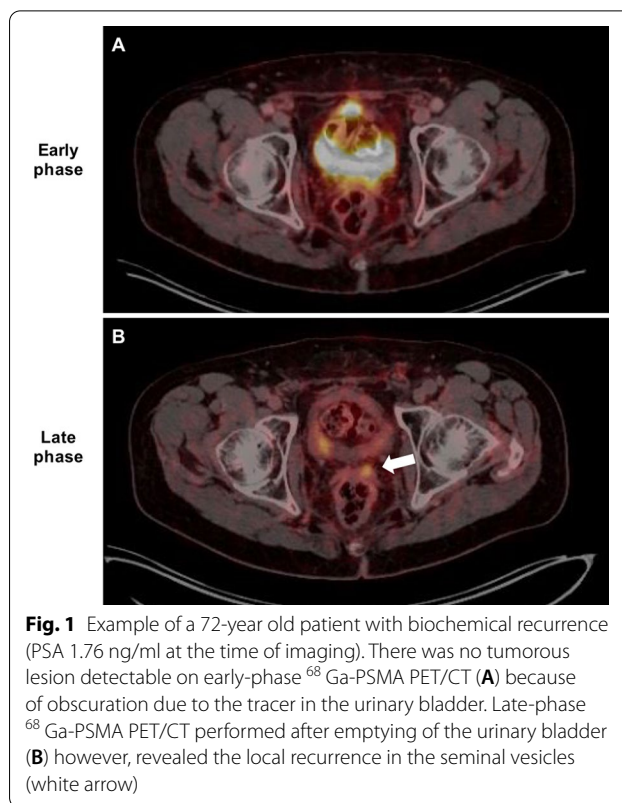 A
Early
phase
B
Late
phase
Fig. 1 Example of a 72-year old patient with biochemical recurrence
(PSA 1.76 ng/ml at the time of imaging). There was no tumorous
lesion detectable on early-phase ⁶⁸ Ga-PSMA PET/CT (A) because
of obscuration due to the tracer in the urinary bladder. Late-phase
⁶⁸ Ga-PSMA PET/CT performed after emptying of the urinary bladder
(B) however, revealed the local recurrence in the seminal vesicles
(white arrow)